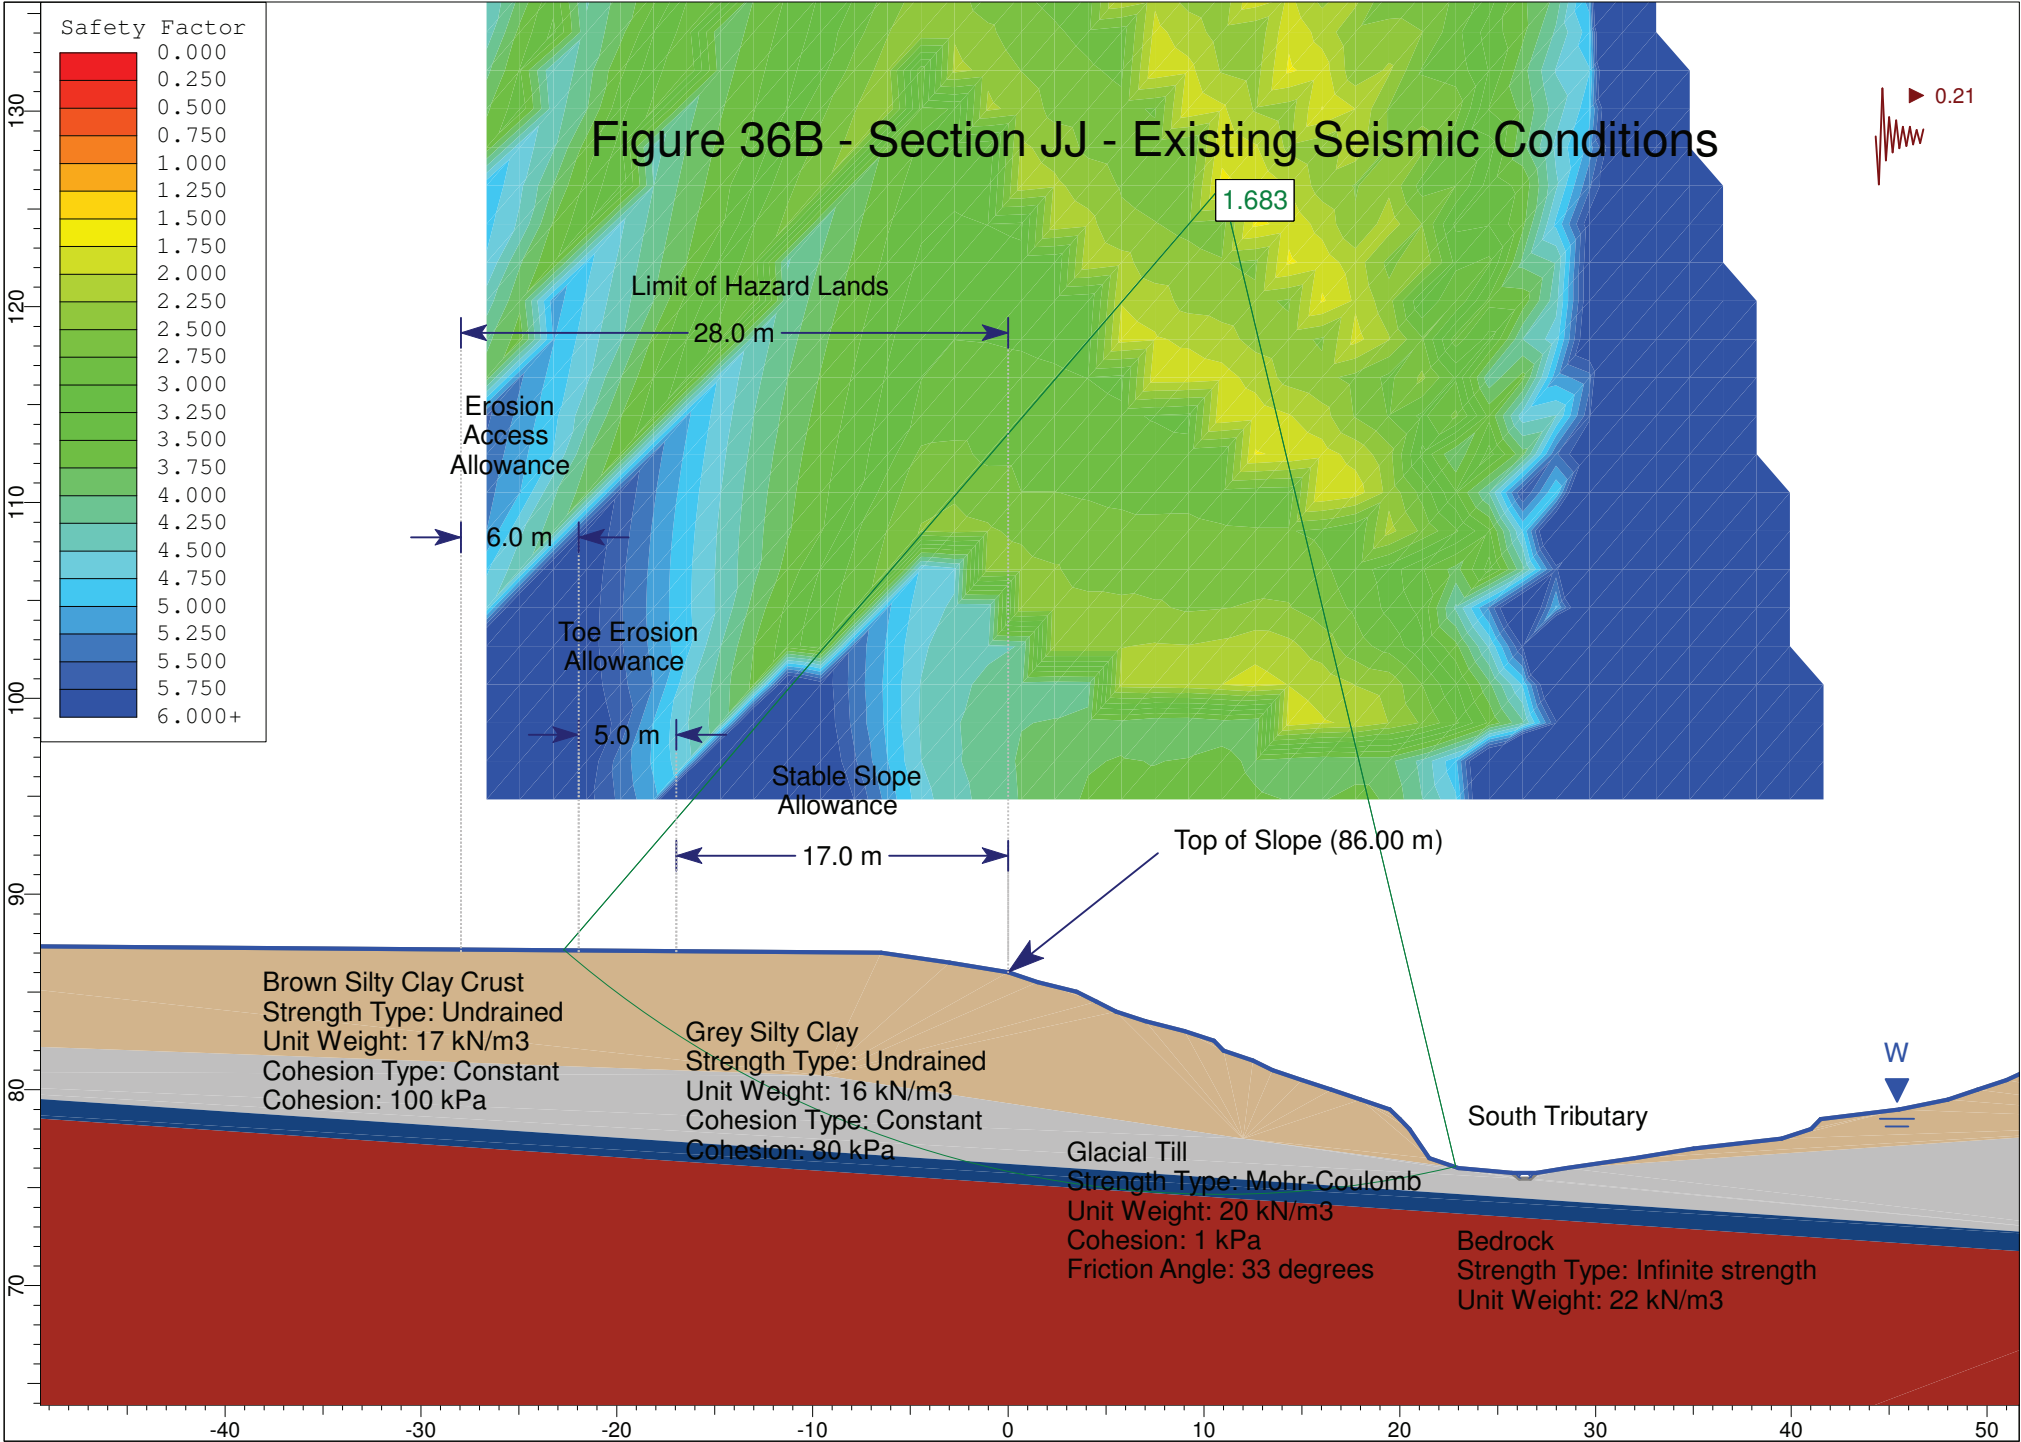 Safety Factor
0.000
0.250
0.500
0.750
1.000
1.250
1.500
1.750
2.000
2.250
2.500
2.750
3.000
3.250
3.500
3.750
4.000
4.250
4.500
4.750
5.000
5.250
5.500
5.750
6.000+
0.21
Figure 36B - Section JJ - Existing Seismic Conditions
1.683
Limit of Hazard Lands
28.0 m
Erosion
Access
Allowance
6.0 m
Toe Erosion
Allowance
5.0 m
Stable Slope
Allowance
17.0 m
Top of Slope (86.00 m)
Brown Silty Clay Crust
Strength Type: Undrained
Unit Weight: 17 kN/m3
Cohesion Type: Constant
Cohesion: 100 kPa
Grey Silty Clay
Strength Type: Undrained
Unit Weight: 16 kN/m3
Cohesion Type: Constant
Cohesion: 80 kPa
Glacial Till
Strength Type: Mohr-Coulomb
Unit Weight: 20 kN/m3
Cohesion: 1 kPa
Friction Angle: 33 degrees
South Tributary
W
Bedrock
Strength Type: Infinite strength
Unit Weight: 22 kN/m3
130
120
110
100
90
80
70
-40
-30
-20
-10
0
10
20
30
40
50